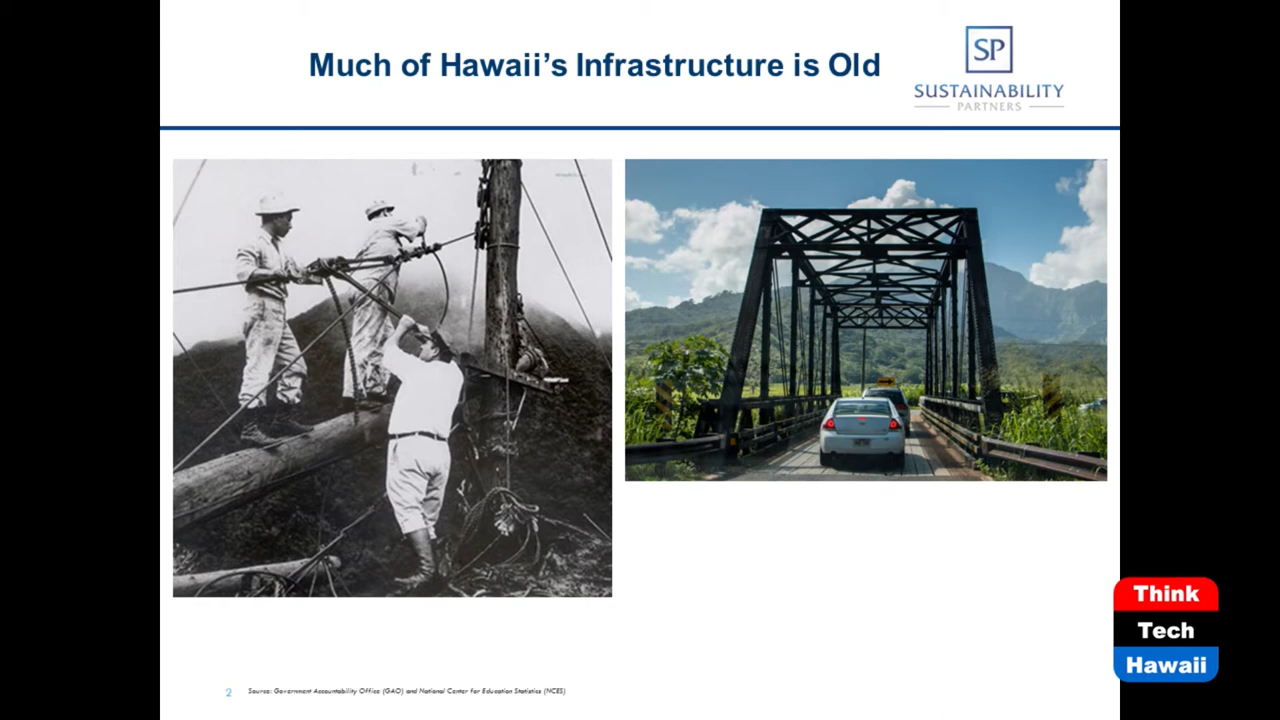 Much of Hawaii's Infrastructure is Old
SP
SUSTAINABILITY
PARTNERS
Think
Tech
Hawaii
2
Source: Government Accountability Office (GAO) and National Center for Education Statistics (NCES)